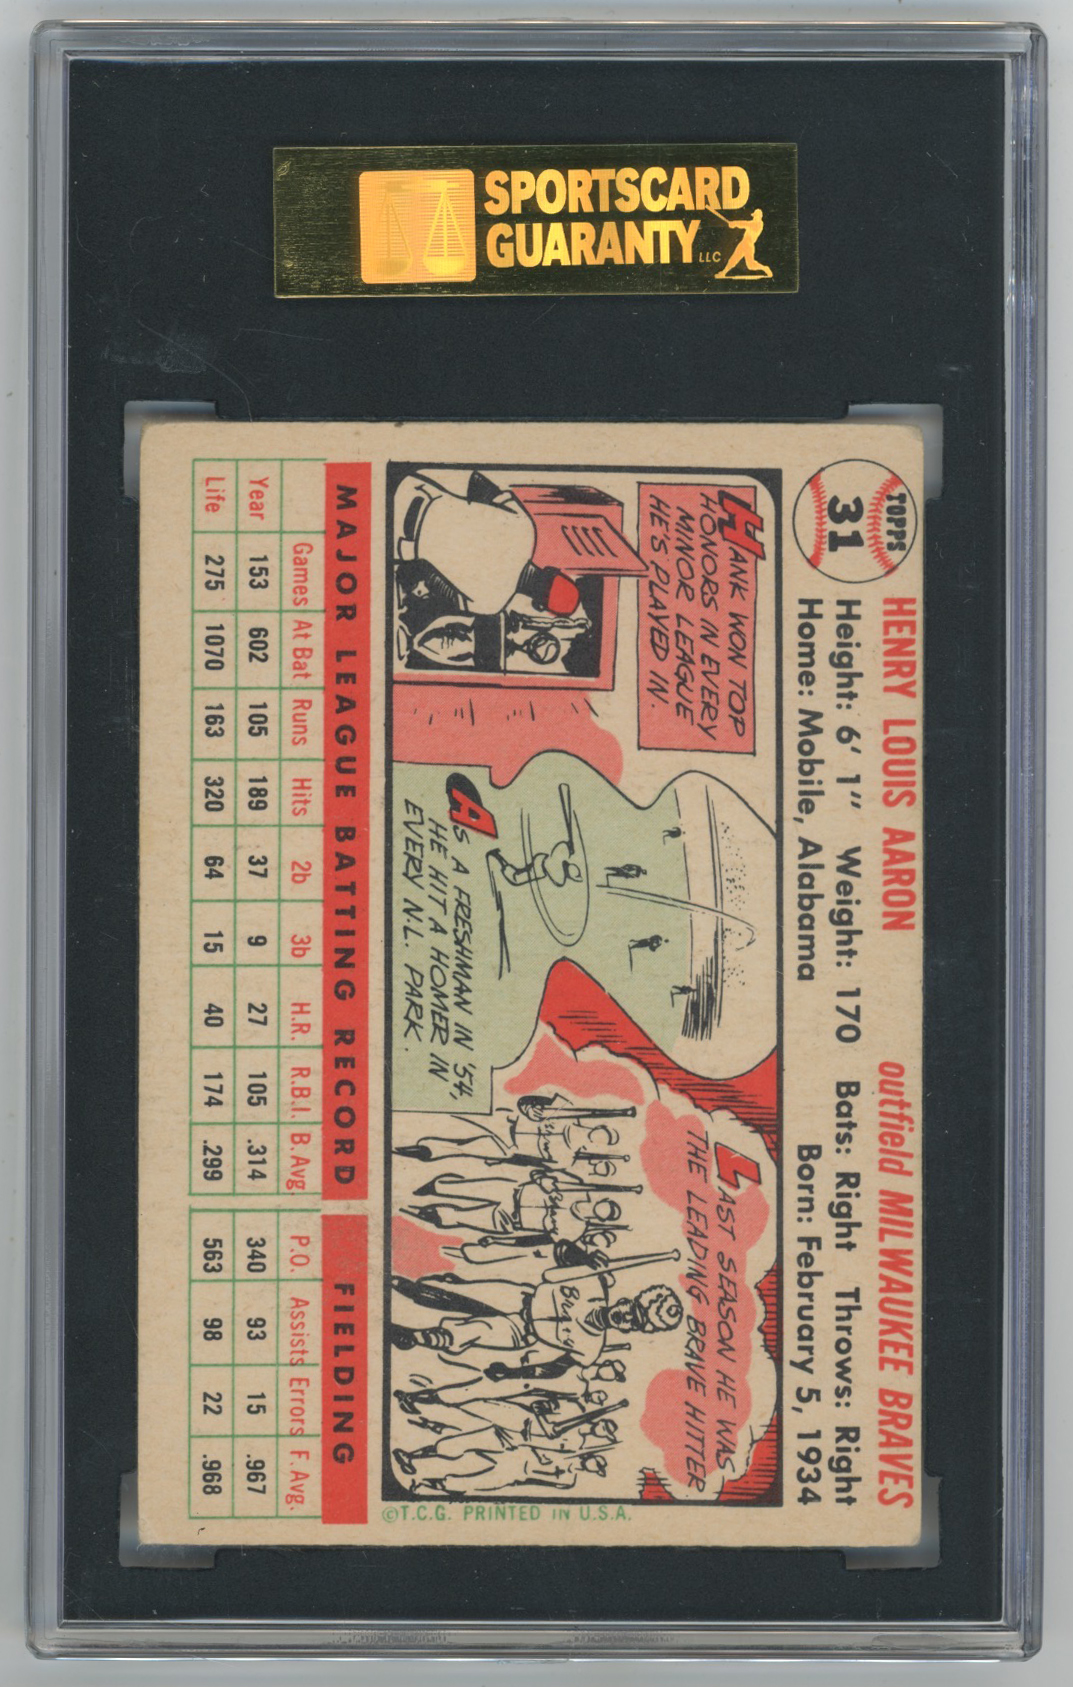 SPORTSCARD
GUARANTY LLC
TOPPS
31
HENRY LOUIS AARON outfield MILWAUKEE BRAVES
Height: 6' 1" Weight: 170 Bats: Right Throws: Right
Home: Mobile, Alabama Born: February 5, 1934
HANK WON TOP
HONORS IN EVERY
MINOR LEAGUE
HE'S PLAYED IN.
AS A FRESHMAN IN '54,
HE HIT A HOMER IN
EVERY N.L. PARK.
LAST SEASON HE WAS
THE LEADING BRAVE HITTER
Braves
©T.C.G. PRINTED IN U.S.A.
MAJOR LEAGUE BATTING RECORD FIELDING
Games At Bat Runs Hits 2b 3b H.R. R.B.I. B.Avg. P.O. Assists Errors F.Avg.
Year 153 602 105 189 37 9 27 105 .314 340 93 15 .967
Life 275 1070 163 320 64 15 40 174 .299 563 98 22 .968